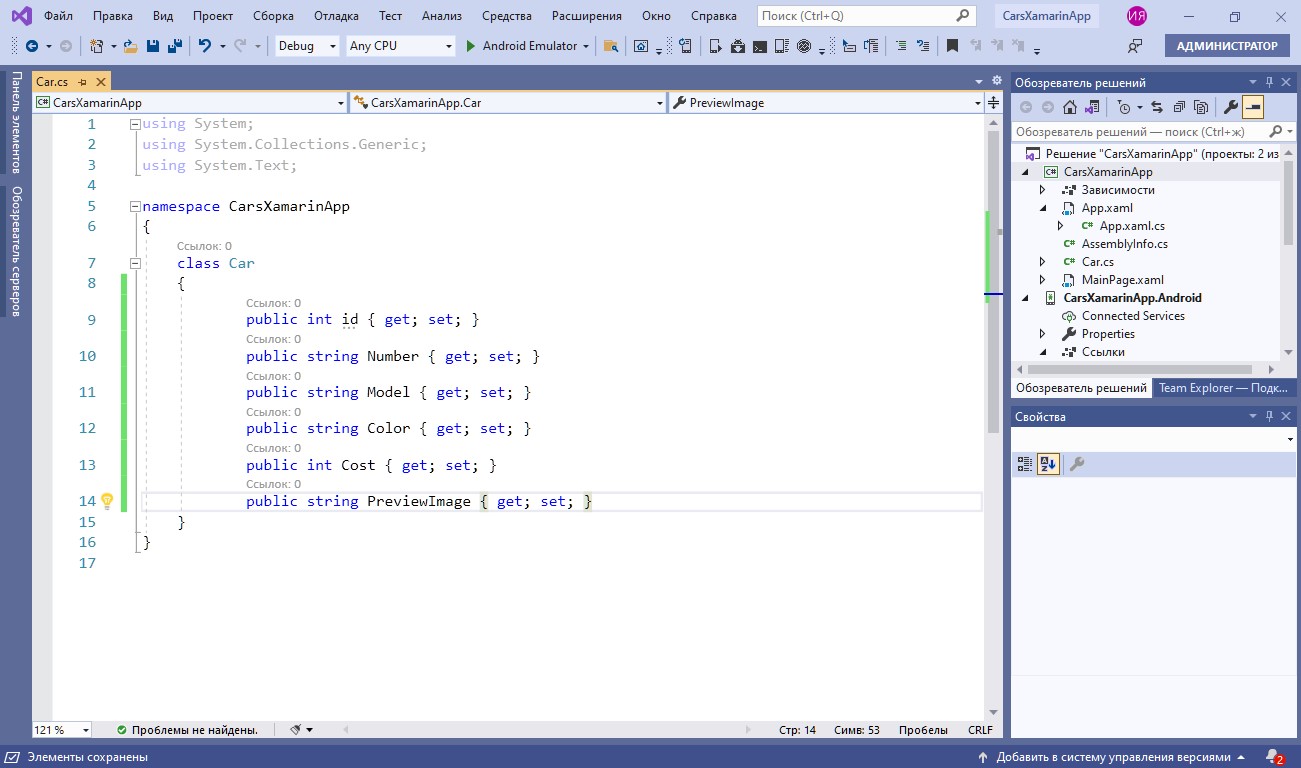 Файл Правка Вид Проект Сборка Отладка Тест Анализ Средства Расширения Окно Справка Поиск (Ctrl+Q) CarsXamarinApp ИЯ
Debug Any CPU Android Emulator АДМИНИСТРАТОР
Панель элементов
Обозреватель серверов
Car.cs
CarsXamarinApp CarsXamarinApp.Car PreviewImage
1 using System;
2 using System.Collections.Generic;
3 using System.Text;
4
5 namespace CarsXamarinApp
6 {
Ссылок: 0
7 class Car
8 {
Ссылок: 0
9 public int id { get; set; }
Ссылок: 0
10 public string Number { get; set; }
Ссылок: 0
11 public string Model { get; set; }
Ссылок: 0
12 public string Color { get; set; }
Ссылок: 0
13 public int Cost { get; set; }
Ссылок: 0
14 public string PreviewImage { get; set; }
15 }
16 }
17
121 % Проблемы не найдены. Стр: 14 Симв: 53 Пробелы CRLF
Обозреватель решений
Обозреватель решений — поиск (Ctrl+ж)
Решение "CarsXamarinApp" (проекты: 2 из
C# CarsXamarinApp
Зависимости
App.xaml
C# App.xaml.cs
C# AssemblyInfo.cs
C# Car.cs
MainPage.xaml
CarsXamarinApp.Android
Connected Services
Properties
Ссылки
Обозреватель решений Team Explorer — Подк...
Свойства
Элементы сохранены Добавить в систему управления версиями 2